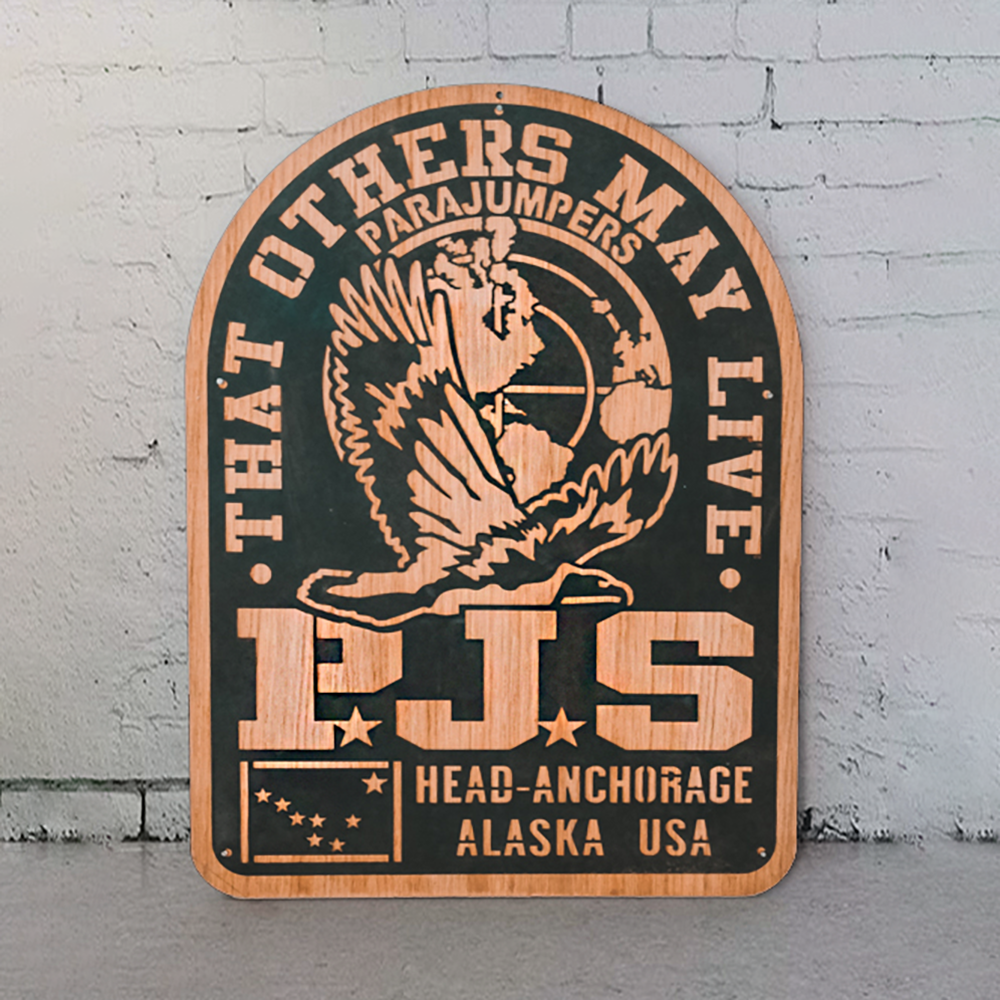 THAT OTHERS MAY LIVE
PARAJUMPERS
P.J.S
HEAD-ANCHORAGE
ALASKA USA